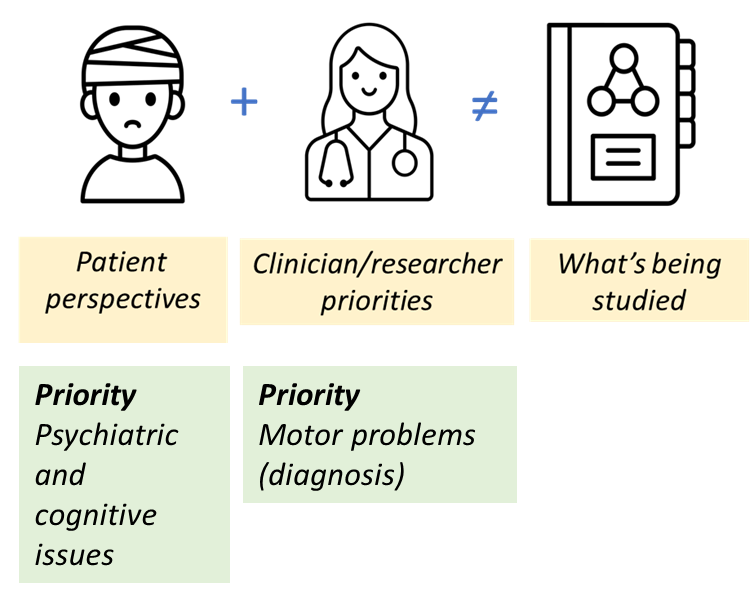 +
≠
Patient
perspectives
Clinician/researcher
priorities
What's being
studied
Priority
Psychiatric
and
cognitive
issues
Priority
Motor problems
(diagnosis)